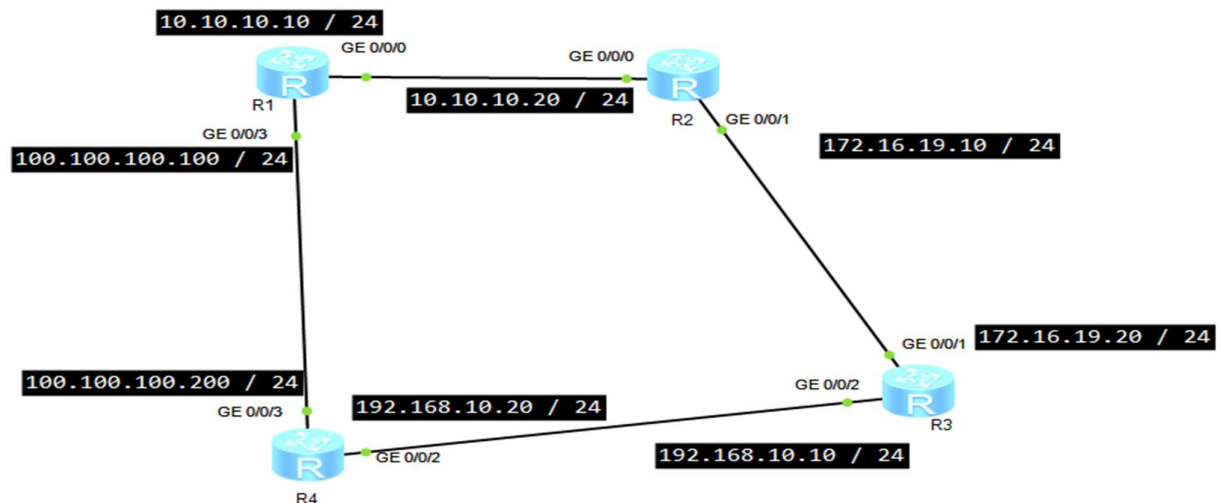 10.10.10.10 / 24
GE 0/0/0
GE 0/0/0
R
R
R1
10.10.10.20 / 24
R2
GE 0/0/1
GE 0/0/3
100.100.100.100 / 24
172.16.19.10 / 24
172.16.19.20 / 24
GE 0/0/1
100.100.100.200 / 24
GE 0/0/2
GE 0/0/3
192.168.10.20 / 24
R
R3
GE 0/0/2
192.168.10.10 / 24
R
R4